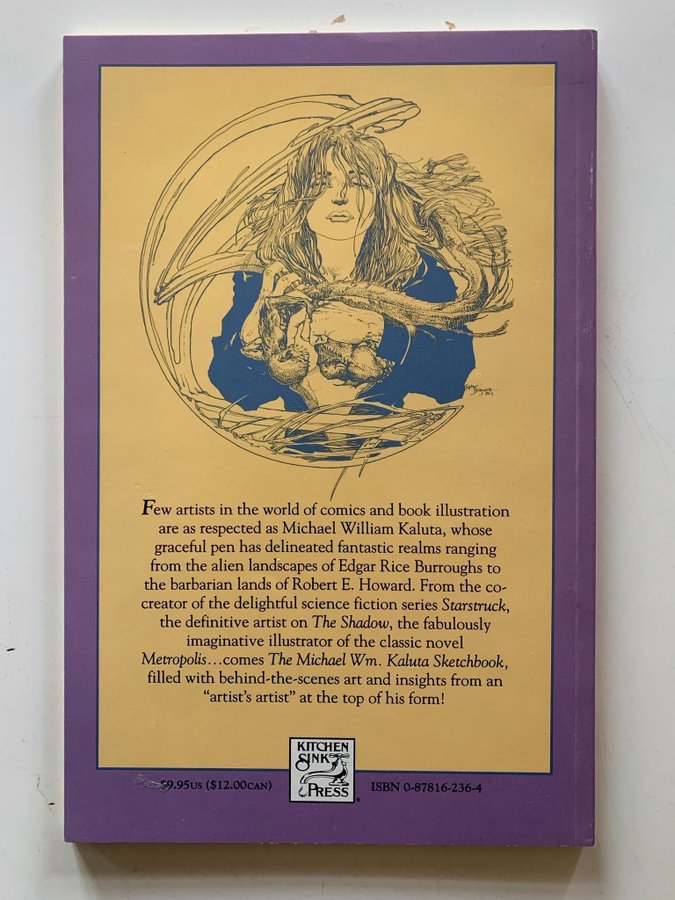 Few artists in the world of comics and book illustration
are as respected as Michael William Kaluta, whose
graceful pen has delineated fantastic realms ranging
from the alien landscapes of Edgar Rice Burroughs to
the barbarian lands of Robert E. Howard. From the co-
creator of the delightful science fiction series Starstruck,
the definitive artist on The Shadow, the fabulously
imaginative illustrator of the classic novel
Metropolis...comes The Michael Wm. Kaluta Sketchbook,
filled with behind-the-scenes art and insights from an
“artist’s artist” at the top of his form!
KITCHEN
SINK
PRESS
$9.95US ($12.00CAN)
ISBN 0-87816-236-4